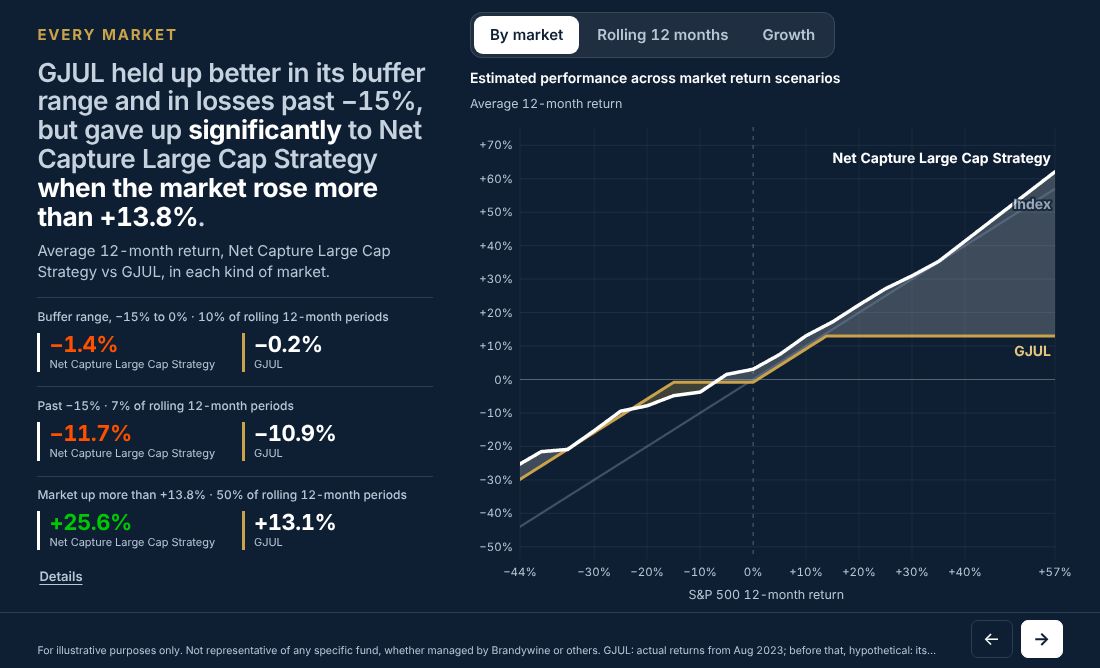 EVERY MARKET
GJUL held up better in its buffer
range and in losses past −15%,
but gave up significantly to Net
Capture Large Cap Strategy
when the market rose more
than +13.8%.
Average 12-month return, Net Capture Large Cap
Strategy vs GJUL, in each kind of market.
Buffer range, −15% to 0% · 10% of rolling 12-month periods
−1.4%
Net Capture Large Cap Strategy
−0.2%
GJUL
Past −15% · 7% of rolling 12-month periods
−11.7%
Net Capture Large Cap Strategy
−10.9%
GJUL
Market up more than +13.8% · 50% of rolling 12-month periods
+25.6%
Net Capture Large Cap Strategy
+13.1%
GJUL
Details
By market
Rolling 12 months
Growth
Estimated performance across market return scenarios
Average 12-month return
+70%
+60%
+50%
+40%
+30%
+20%
+10%
0%
−10%
−20%
−30%
−40%
−50%
Net Capture Large Cap Strategy
Index
GJUL
−44%
−30%
−20%
−10%
0%
+10%
+20%
+30%
+40%
+57%
S&P 500 12-month return
For illustrative purposes only. Not representative of any specific fund, whether managed by Brandywine or others. GJUL: actual returns from Aug 2023; before that, hypothetical: its…